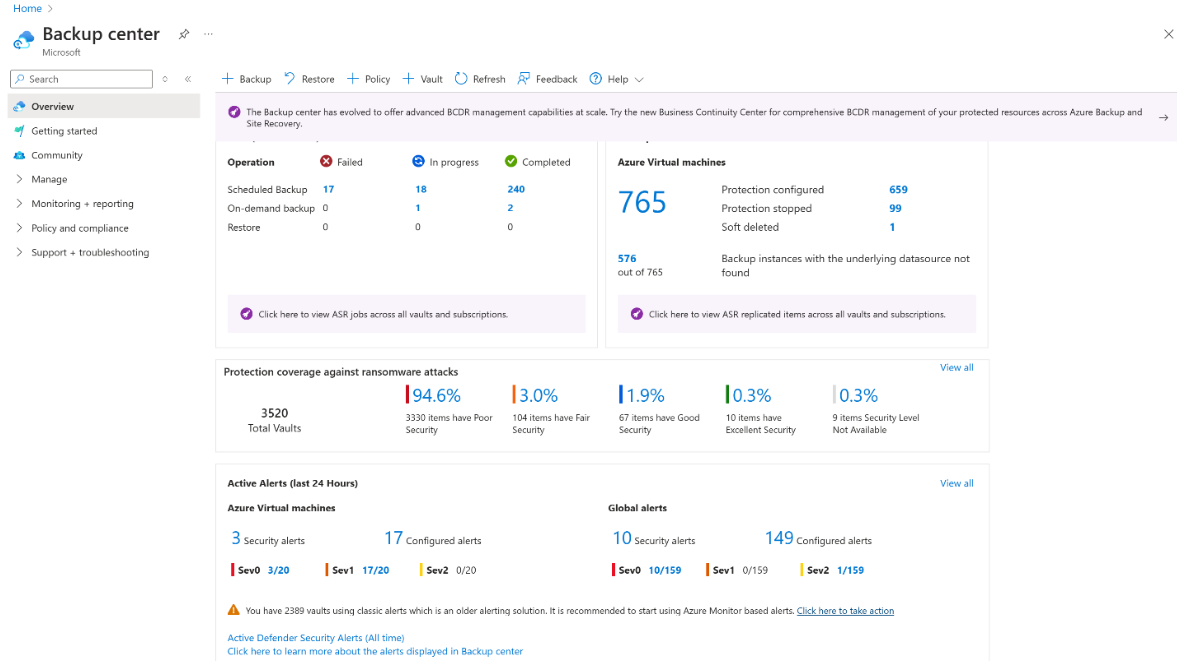 Home
Backup center
Microsoft
Search
Backup Restore Policy Vault Refresh Feedback Help
Overview
Getting started
Community
Manage
Monitoring + reporting
Policy and compliance
Support + troubleshooting
The Backup center has evolved to offer advanced BCDR management capabilities at scale. Try the new Business Continuity Center for comprehensive BCDR management of your protected resources across Azure Backup and
Site Recovery.
Operation Failed In progress Completed
Scheduled Backup 17 18 240
On-demand backup 0 1 2
Restore 0 0 0
Click here to view ASR jobs across all vaults and subscriptions.
Azure Virtual machines
765
Protection configured 659
Protection stopped 99
Soft deleted 1
576
out of 765
Backup instances with the underlying datasource not
found
Click here to view ASR replicated items across all vaults and subscriptions.
Protection coverage against ransomware attacks
View all
3520
Total Vaults
94.6%
3330 items have Poor
Security
3.0%
104 items have Fair
Security
1.9%
67 items have Good
Security
0.3%
10 items have
Excellent Security
0.3%
9 items Security Level
Not Available
Active Alerts (last 24 Hours)
View all
Azure Virtual machines
3 Security alerts 17 Configured alerts
Sev0 3/20 Sev1 17/20 Sev2 0/20
Global alerts
10 Security alerts 149 Configured alerts
Sev0 10/159 Sev1 0/159 Sev2 1/159
You have 2389 vaults using classic alerts which is an older alerting solution. It is recommended to start using Azure Monitor based alerts. Click here to take action
Active Defender Security Alerts (All time)
Click here to learn more about the alerts displayed in Backup center